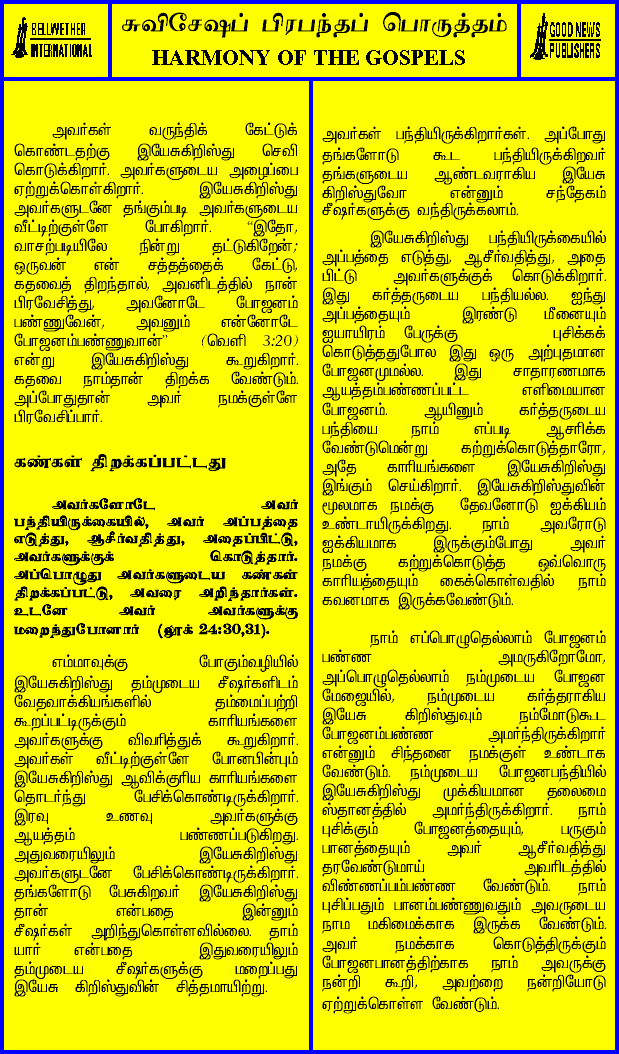 BELLWETHER
INTERNATIONAL
சுவிசேஷப் பிரபந்தப் பொருத்தம்
HARMONY OF THE GOSPELS
GOOD NEWS
PUBLISHERS
அவர்கள் வருந்திக் கேட்டுக்
கொண்டதற்கு இயேசுகிறிஸ்து செவி
கொடுக்கிறார். அவர்களுடைய அழைப்பை
ஏற்றுக்கொள்கிறார். இயேசுகிறிஸ்து
அவர்களுடனே தங்கும்படி அவர்களுடைய
வீட்டிற்குள்ளே போகிறார். “இதோ,
வாசற்படியிலே நின்று தட்டுகிறேன்;
ஒருவன் என் சத்தத்தைக் கேட்டு,
கதவைத் திறந்தால், அவனிடத்தில் நான்
பிரவேசித்து, அவனோடே போஜனம்
பண்ணுவேன், அவனும் என்னோடே
போஜனம்பண்ணுவான்” (வெளி 3:20)
என்று இயேசுகிறிஸ்து கூறுகிறார்.
கதவை நாம்தான் திறக்க வேண்டும்.
அப்போதுதான் அவர் நமக்குள்ளே
பிரவேசிப்பார்.
கண்கள் திறக்கப்பட்டது
அவர்களோடே அவர்
பந்தியிருக்கையில், அவர் அப்பத்தை
எடுத்து, ஆசீர்வதித்து, அதைப்பிட்டு,
அவர்களுக்குக் கொடுத்தார்.
அப்பொழுது அவர்களுடைய கண்கள்
திறக்கப்பட்டு, அவரை அறிந்தார்கள்.
உடனே அவர் அவர்களுக்கு
மறைந்துபோனார் (லூக் 24:30,31).
எம்மாவுக்கு போகும்வழியில்
இயேசுகிறிஸ்து தம்முடைய சீஷர்களிடம்
வேதவாக்கியங்களில் தம்மைப்பற்றி
கூறப்பட்டிருக்கும் காரியங்களை
அவர்களுக்கு விவரித்துக் கூறுகிறார்.
அவர்கள் வீட்டிற்குள்ளே போனபின்பும்
இயேசுகிறிஸ்து ஆவிக்குரிய காரியங்களை
தொடர்ந்து பேசிக்கொண்டிருக்கிறார்.
இரவு உணவு அவர்களுக்கு
ஆயத்தம் பண்ணப்படுகிறது.
அதுவரையிலும் இயேசுகிறிஸ்து
அவர்களுடனே பேசிக்கொண்டிருக்கிறார்.
தங்களோடு பேசுகிறவர் இயேசுகிறிஸ்து
தான் என்பதை இன்னும்
சீஷர்கள் அறிந்துகொள்ளவில்லை. தாம்
யார் என்பதை இதுவரையிலும்
தம்முடைய சீஷர்களுக்கு மறைப்பது
இயேசு கிறிஸ்துவின் சித்தமாயிற்று.
அவர்கள் பந்தியிருக்கிறார்கள். அப்போது
தங்களோடு கூட பந்தியிருக்கிறவர்
தங்களுடைய ஆண்டவராகிய இயேசு
கிறிஸ்துவோ என்னும் சந்தேகம்
சீஷர்களுக்கு வந்திருக்கலாம்.
இயேசுகிறிஸ்து பந்தியிருக்கையில்
அப்பத்தை எடுத்து, ஆசீர்வதித்து, அதை
பிட்டு அவர்களுக்குக் கொடுக்கிறார்.
இது கர்த்தருடைய பந்தியல்ல. ஐந்து
அப்பத்தையும் இரண்டு மீனையும்
ஐயாயிரம் பேருக்கு புசிக்கக்
கொடுத்ததுபோல இது ஒரு அற்புதமான
போஜனமுமல்ல. இது சாதாரணமாக
ஆயத்தம்பண்ணப்பட்ட எளிமையான
போஜனம். ஆயினும் கர்த்தருடைய
பந்தியை நாம் எப்படி ஆசரிக்க
வேண்டுமென்று கற்றுக்கொடுத்தாரோ,
அதே காரியங்களை இயேசுகிறிஸ்து
இங்கும் செய்கிறார். இயேசுகிறிஸ்துவின்
மூலமாக நமக்கு தேவனோடு ஐக்கியம்
உண்டாயிருக்கிறது. நாம் அவரோடு
ஐக்கியமாக இருக்கும்போது அவர்
நமக்கு கற்றுக்கொடுத்த ஒவ்வொரு
காரியத்தையும் கைக்கொள்வதில் நாம்
கவனமாக இருக்கவேண்டும்.
நாம் எப்பொழுதெல்லாம் போஜனம்
பண்ண அமருகிறோமோ,
அப்பொழுதெல்லாம் நம்முடைய போஜன
மேஜையில், நம்முடைய கர்த்தராகிய
இயேசு கிறிஸ்துவும் நம்மோடுகூட
போஜனம்பண்ண அமர்ந்திருக்கிறார்
என்னும் சிந்தனை நமக்குள் உண்டாக
வேண்டும். நம்முடைய போஜனபந்தியில்
இயேசுகிறிஸ்து முக்கியமான தலைமை
ஸ்தானத்தில் அமர்ந்திருக்கிறார். நாம்
புசிக்கும் போஜனத்தையும், பருகும்
பானத்தையும் அவர் ஆசீர்வதித்து
தரவேண்டுமாய் அவரிடத்தில்
விண்ணப்பம்பண்ண வேண்டும். நாம்
புசிப்பதும் பானம்பண்ணுவதும் அவருடைய
நாம மகிமைக்காக இருக்க வேண்டும்.
அவர் நமக்காக கொடுத்திருக்கும்
போஜனபானத்திற்காக நாம் அவருக்கு
நன்றி கூறி, அவற்றை நன்றியோடு
ஏற்றுக்கொள்ள வேண்டும்.